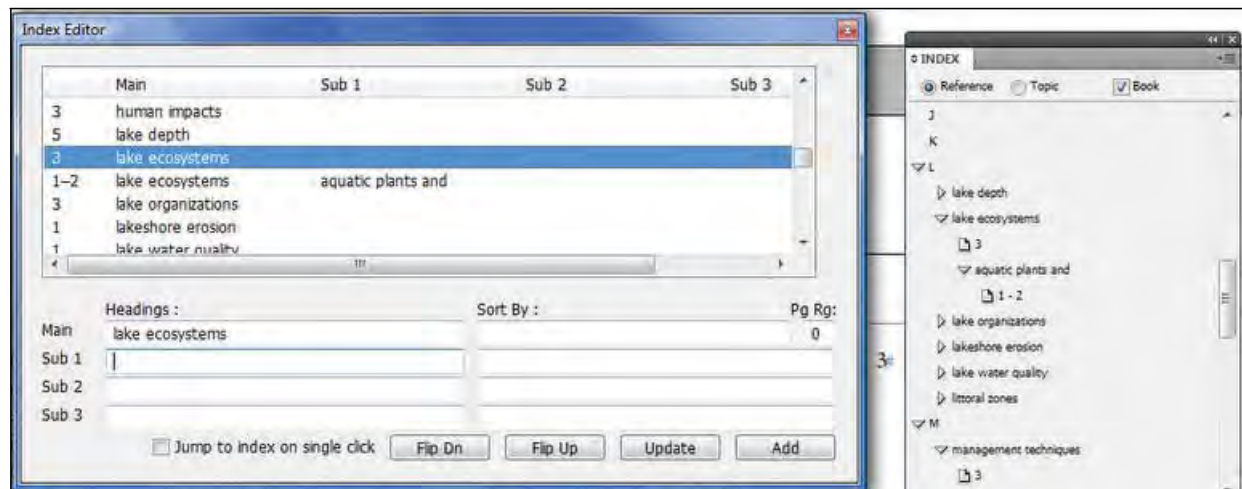 Index Editor
Main Sub 1 Sub 2 Sub 3
3 human impacts
5 lake depth
3 lake ecosystems
1–2 lake ecosystems aquatic plants and
3 lake organizations
1 lakeshore erosion
1 lake water quality
Headings : Sort By : Pg Rg:
Main lake ecosystems 0
Sub 1
Sub 2
Sub 3
Jump to index on single click Flip Dn Flip Up Update Add
3
INDEX
Reference Topic Book
J
K
L
lake depth
lake ecosystems
3
aquatic plants and
1 - 2
lake organizations
lakeshore erosion
lake water quality
littoral zones
M
management techniques
3